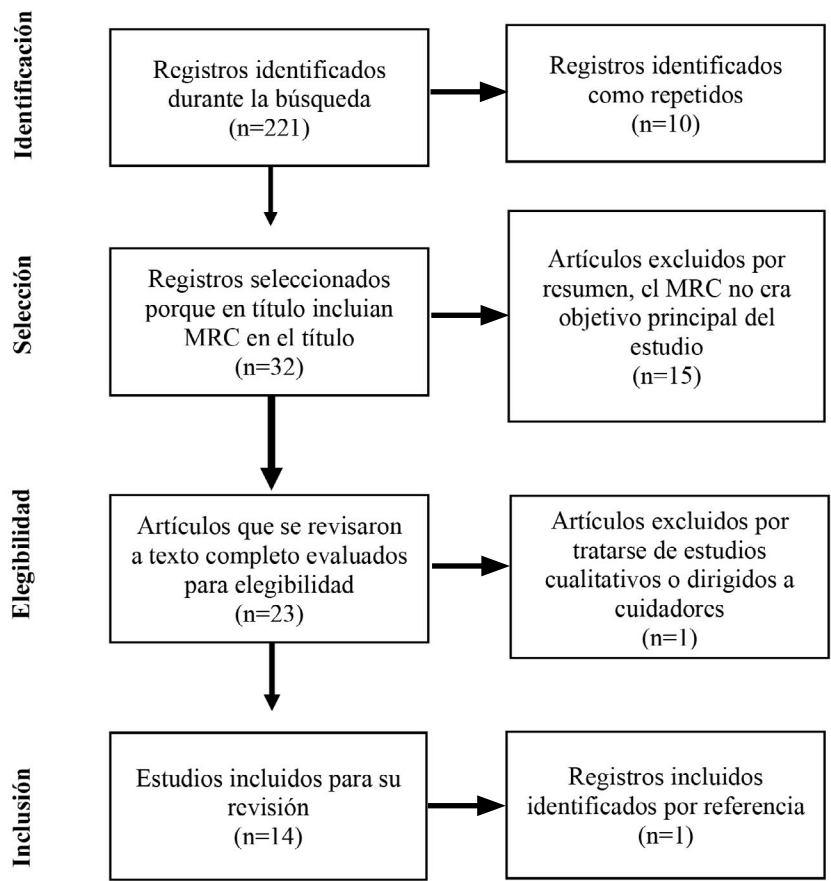 Identificación
Registros identificados
durante la búsqueda
(n=221)
Registros identificados
como repetidos
(n=10)
Selección
Registros seleccionados
porque en título incluian
MRC en el título
(n=32)
Artículos excluidos por
resumen, el MRC no era
objetivo principal del
estudio
(n=15)
Elegibilidad
Artículos que se revisaron
a texto completo evaluados
para elegibilidad
(n=23)
Artículos excluidos por
tratarse de estudios
cualitativos o dirigidos a
cuidadores
(n=1)
Inclusión
Estudios incluidos para su
revisión
(n=14)
Registros incluidos
identificados por referencia
(n=1)